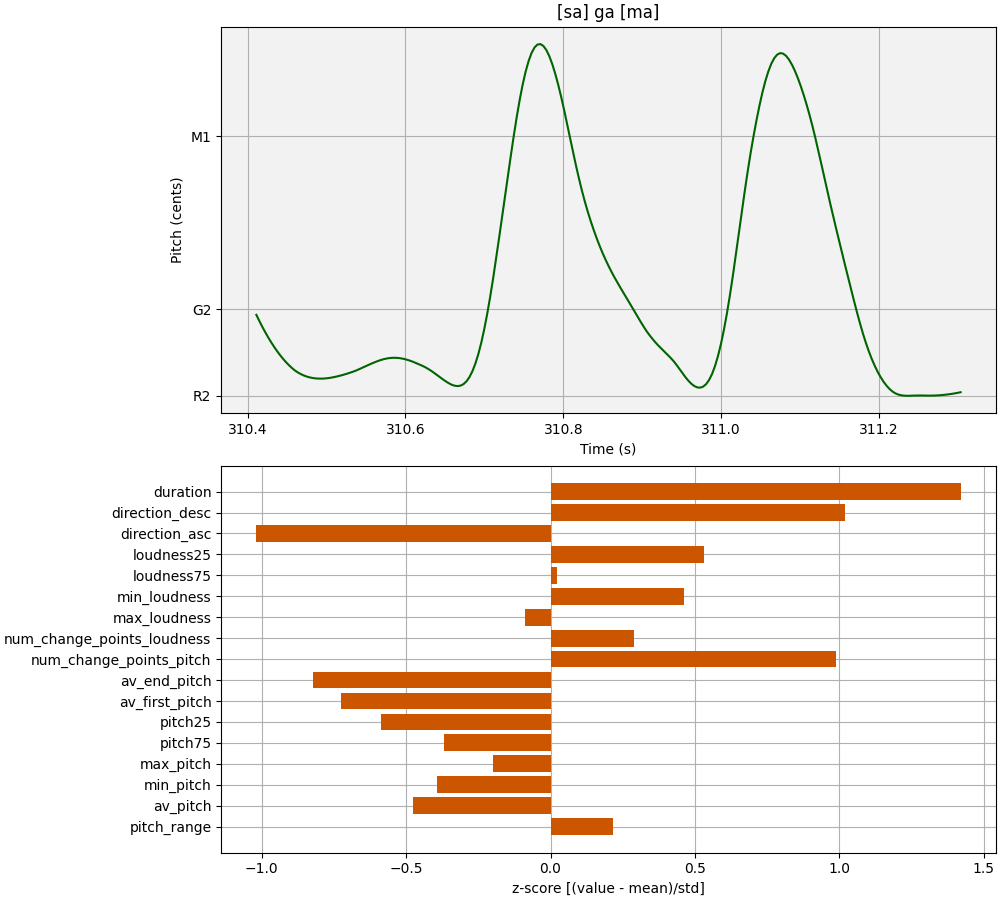 [sa] ga [ma]
Pitch (cents)
M1
G2
R2
310.4 310.6 310.8 311.0 311.2
Time (s)
duration
direction_desc
direction_asc
loudness25
loudness75
min_loudness
max_loudness
num_change_points_loudness
num_change_points_pitch
av_end_pitch
av_first_pitch
pitch25
pitch75
max_pitch
min_pitch
av_pitch
pitch_range
−1.0 −0.5 0.0 0.5 1.0 1.5
z-score [(value - mean)/std]